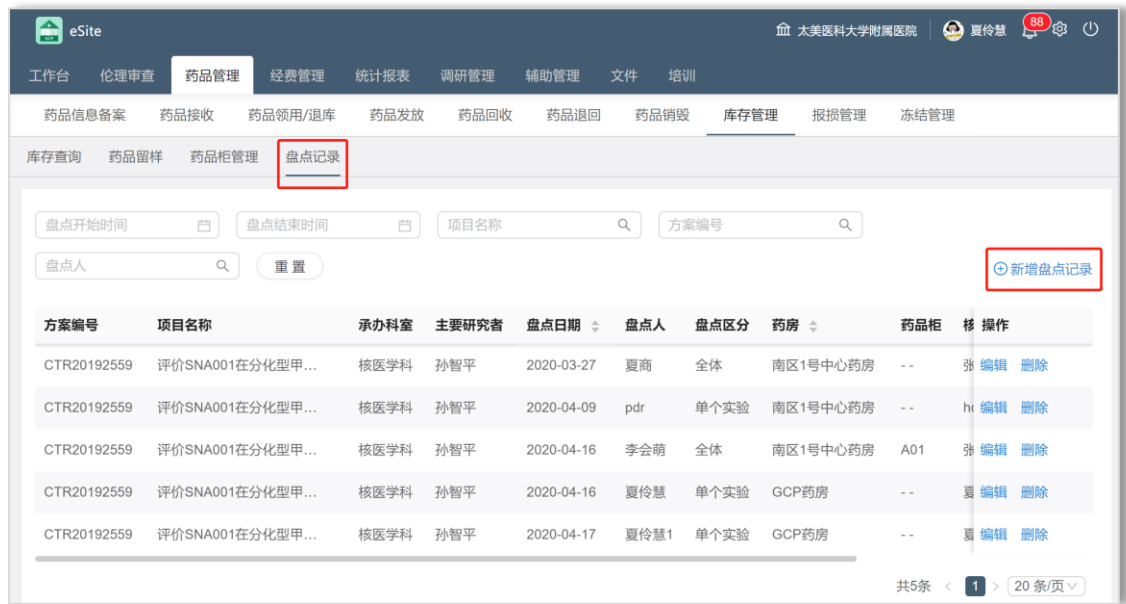 eSite 太美医科大学附属医院 夏伶慧 88
工作台 伦理审查 药品管理 经费管理 统计报表 调研管理 辅助管理 文件 培训
药品信息备案 药品接收 药品领用/退库 药品发放 药品回收 药品退回 药品销毁 库存管理 报损管理 冻结管理
库存查询 药品留样 药品柜管理 盘点记录
盘点开始时间 盘点结束时间 项目名称 方案编号
盘点人 重置 新增盘点记录
方案编号 项目名称 承办科室 主要研究者 盘点日期 盘点人 盘点区分 药房 药品柜 核 操作
CTR20192559 评价SNA001在分化型甲... 核医学科 孙智平 2020-03-27 夏商 全体 南区1号中心药房 - - 张 编辑 删除
CTR20192559 评价SNA001在分化型甲... 核医学科 孙智平 2020-04-09 pdr 单个实验 南区1号中心药房 - - 编辑 删除
CTR20192559 评价SNA001在分化型甲... 核医学科 孙智平 2020-04-16 李会萌 全体 南区1号中心药房 A01 张 编辑 删除
CTR20192559 评价SNA001在分化型甲... 核医学科 孙智平 2020-04-16 夏伶慧 单个实验 GCP药房 - - 夏 编辑 删除
CTR20192559 评价SNA001在分化型甲... 核医学科 孙智平 2020-04-17 夏伶慧1 单个实验 GCP药房 - - 夏 编辑 删除
共5条 < 1 > 20 条/页